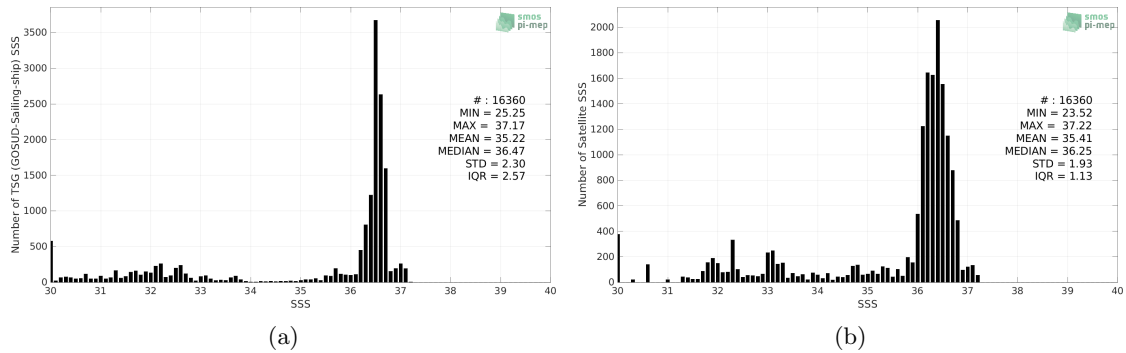 smos
pi-mep
Number of TSG (GOSUD-Sailing-ship) SSS
3500
3000
2500
2000
1500
1000
500
0
# : 16360
MIN = 25.25
MAX = 37.17
MEAN = 35.22
MEDIAN = 36.47
STD = 2.30
IQR = 2.57
30 31 32 33 34 35 36 37 38 39 40
SSS
(a)
smos
pi-mep
Number of Satellite SSS
2000
1800
1600
1400
1200
1000
800
600
400
200
0
# : 16360
MIN = 23.52
MAX = 37.22
MEAN = 35.41
MEDIAN = 36.25
STD = 1.93
IQR = 1.13
30 31 32 33 34 35 36 37 38 39 40
SSS
(b)